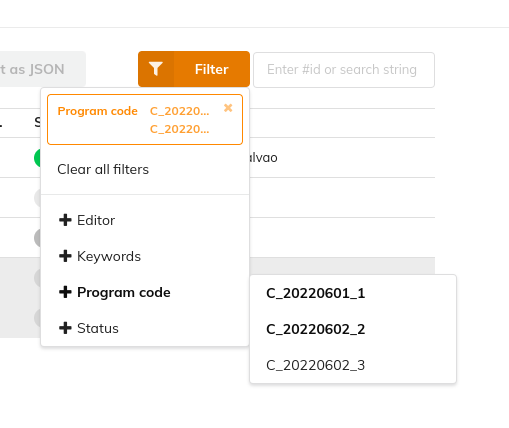 t as JSON
Filter
Enter #id or search string
Program code C_20220...
C_20220...
lvao
Clear all filters
Editor
Keywords
Program code
Status
C_20220601_1
C_20220602_2
C_20220602_3